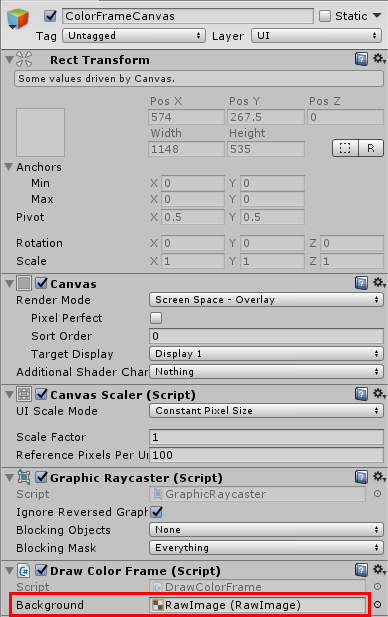 ColorFrameCanvas Static
Tag Untagged Layer UI
Rect Transform
Some values driven by Canvas.
Pos X Pos Y Pos Z
574 267.5 0
Width Height
1148 535
R
Anchors
Min X 0 Y 0
Max X 0 Y 0
Pivot X 0.5 Y 0.5
Rotation X 0 Y 0 Z 0
Scale X 1 Y 1 Z 1
Canvas
Render Mode Screen Space - Overlay
Pixel Perfect
Sort Order 0
Target Display Display 1
Additional Shader Char Nothing
Canvas Scaler (Script)
UI Scale Mode Constant Pixel Size
Scale Factor 1
Reference Pixels Per Un 100
Graphic Raycaster (Script)
Script GraphicRaycaster
Ignore Reversed Graph
Blocking Objects None
Blocking Mask Everything
C# Draw Color Frame (Script)
Script DrawColorFrame
Background RawImage (RawImage)